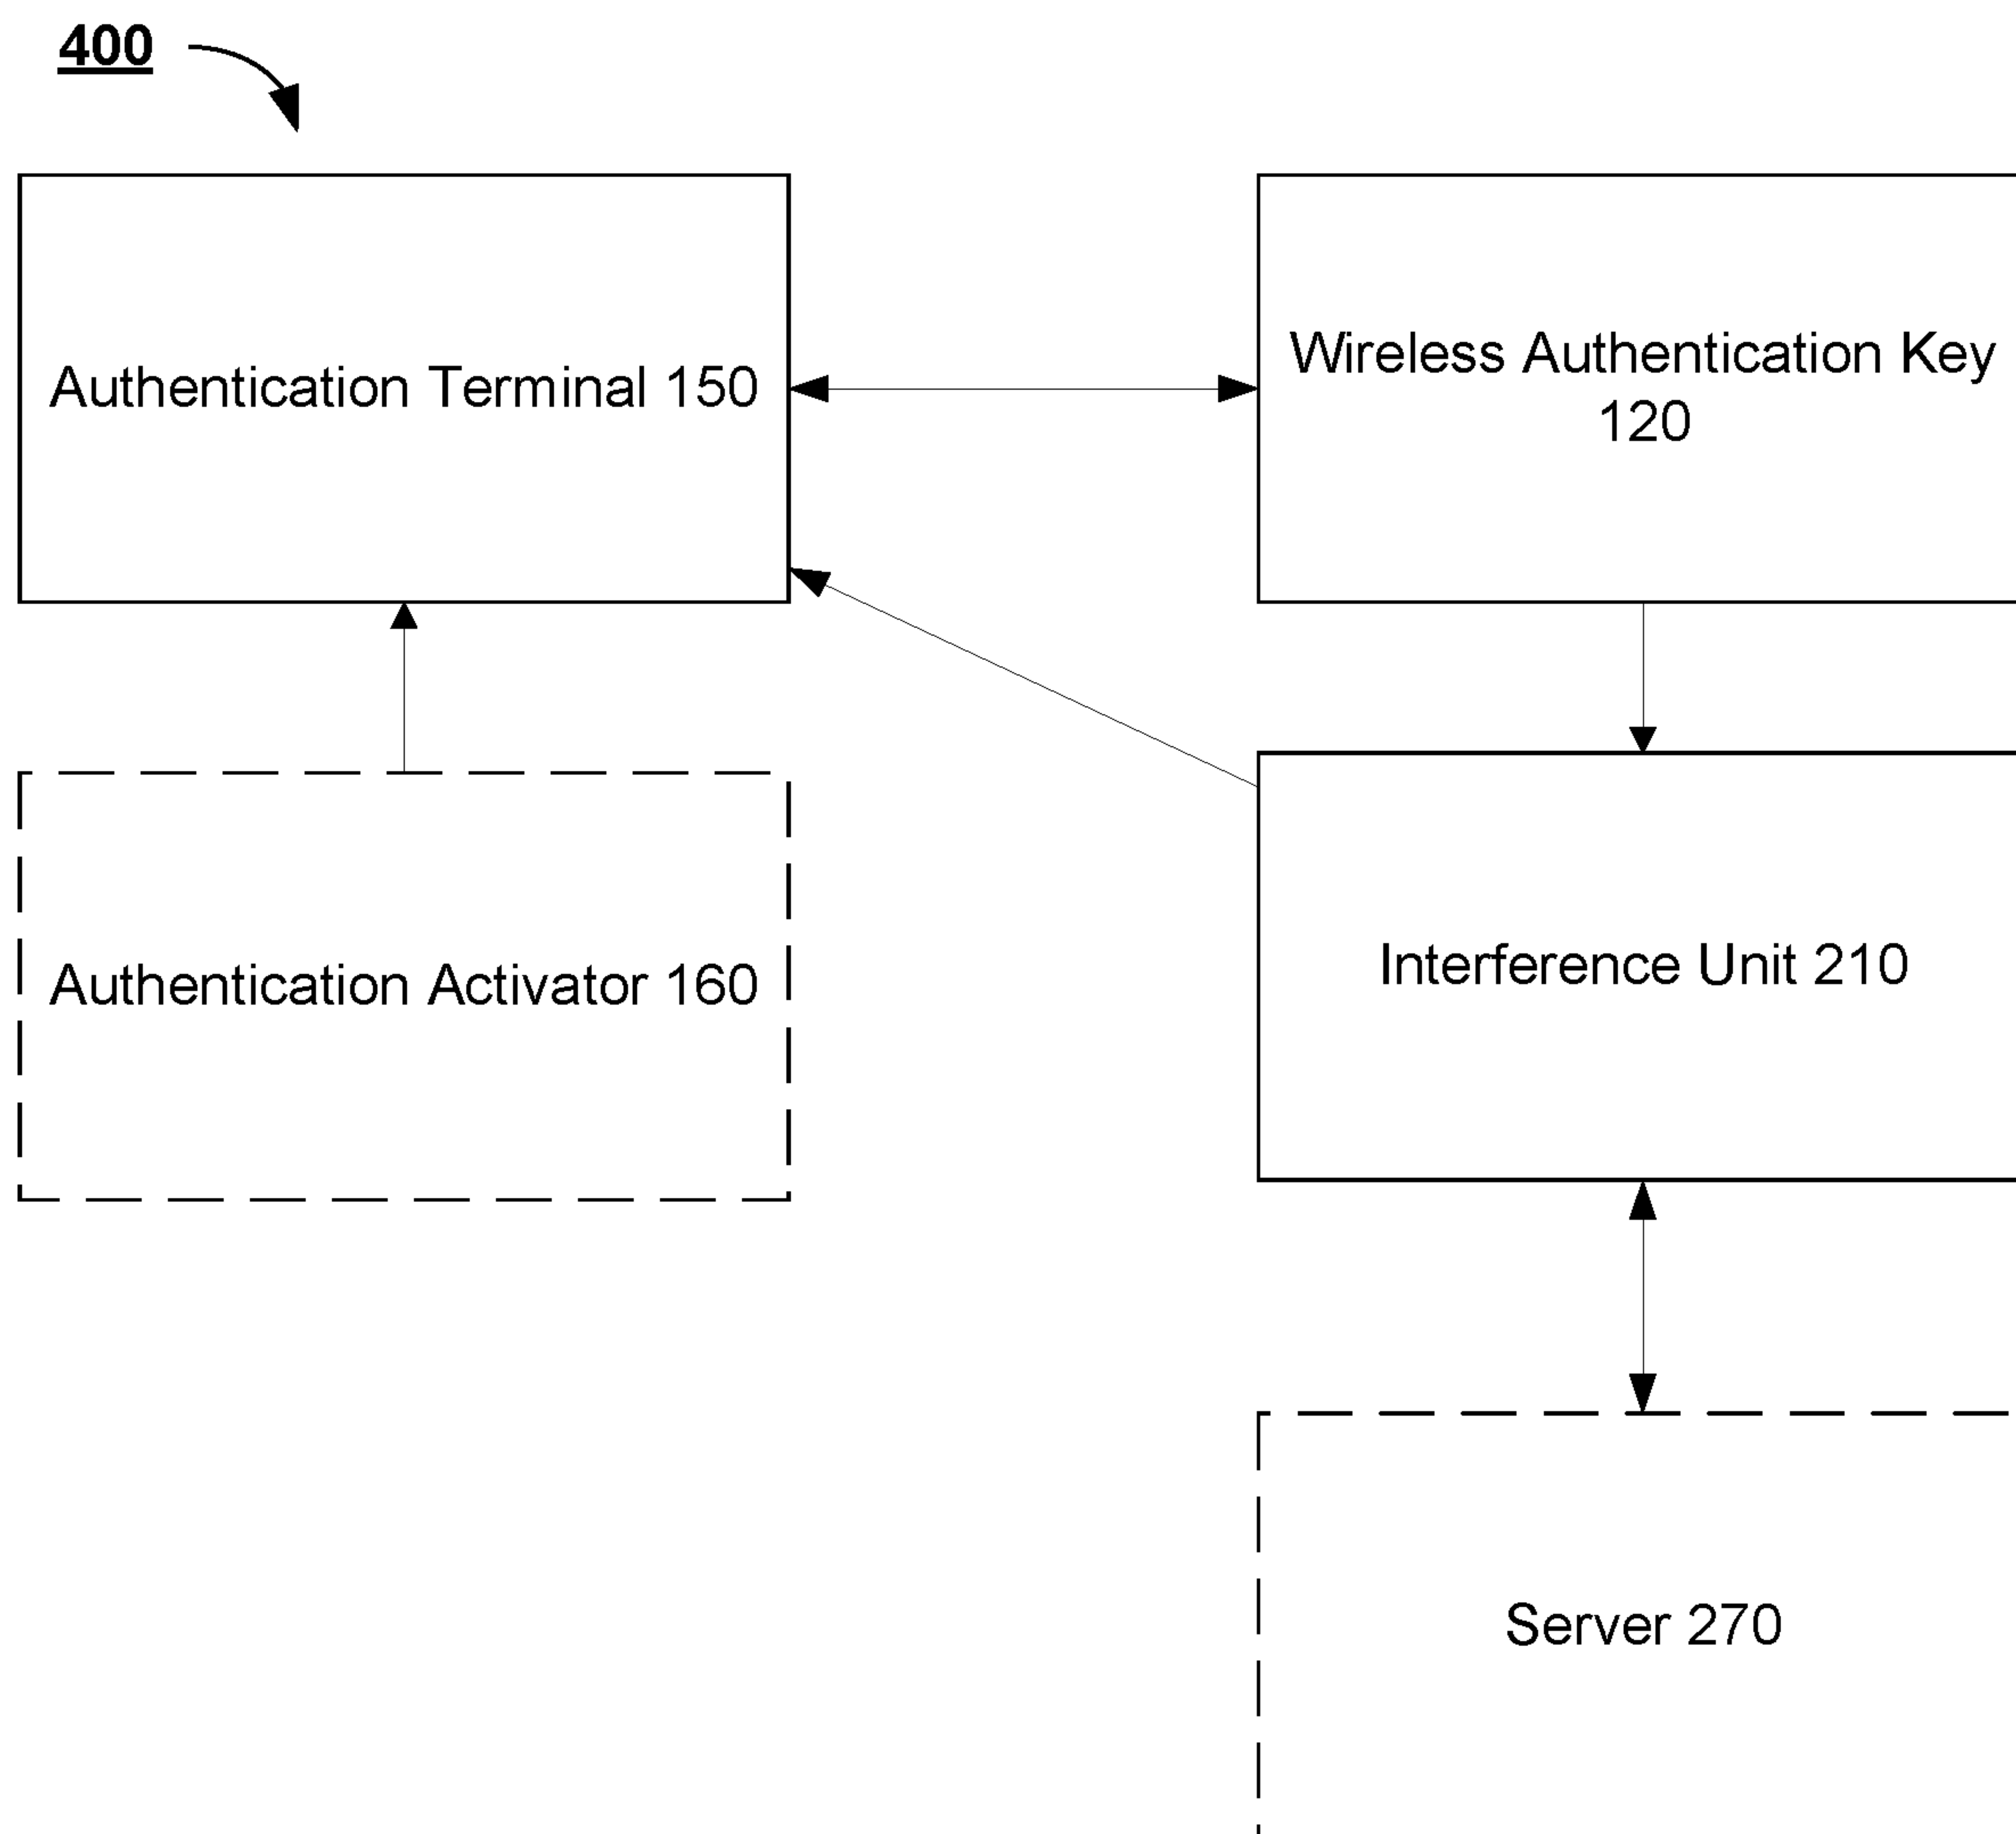 400
Authentication Terminal 150
Wireless Authentication Key
120
Authentication Activator 160
Interference Unit 210
Server 270